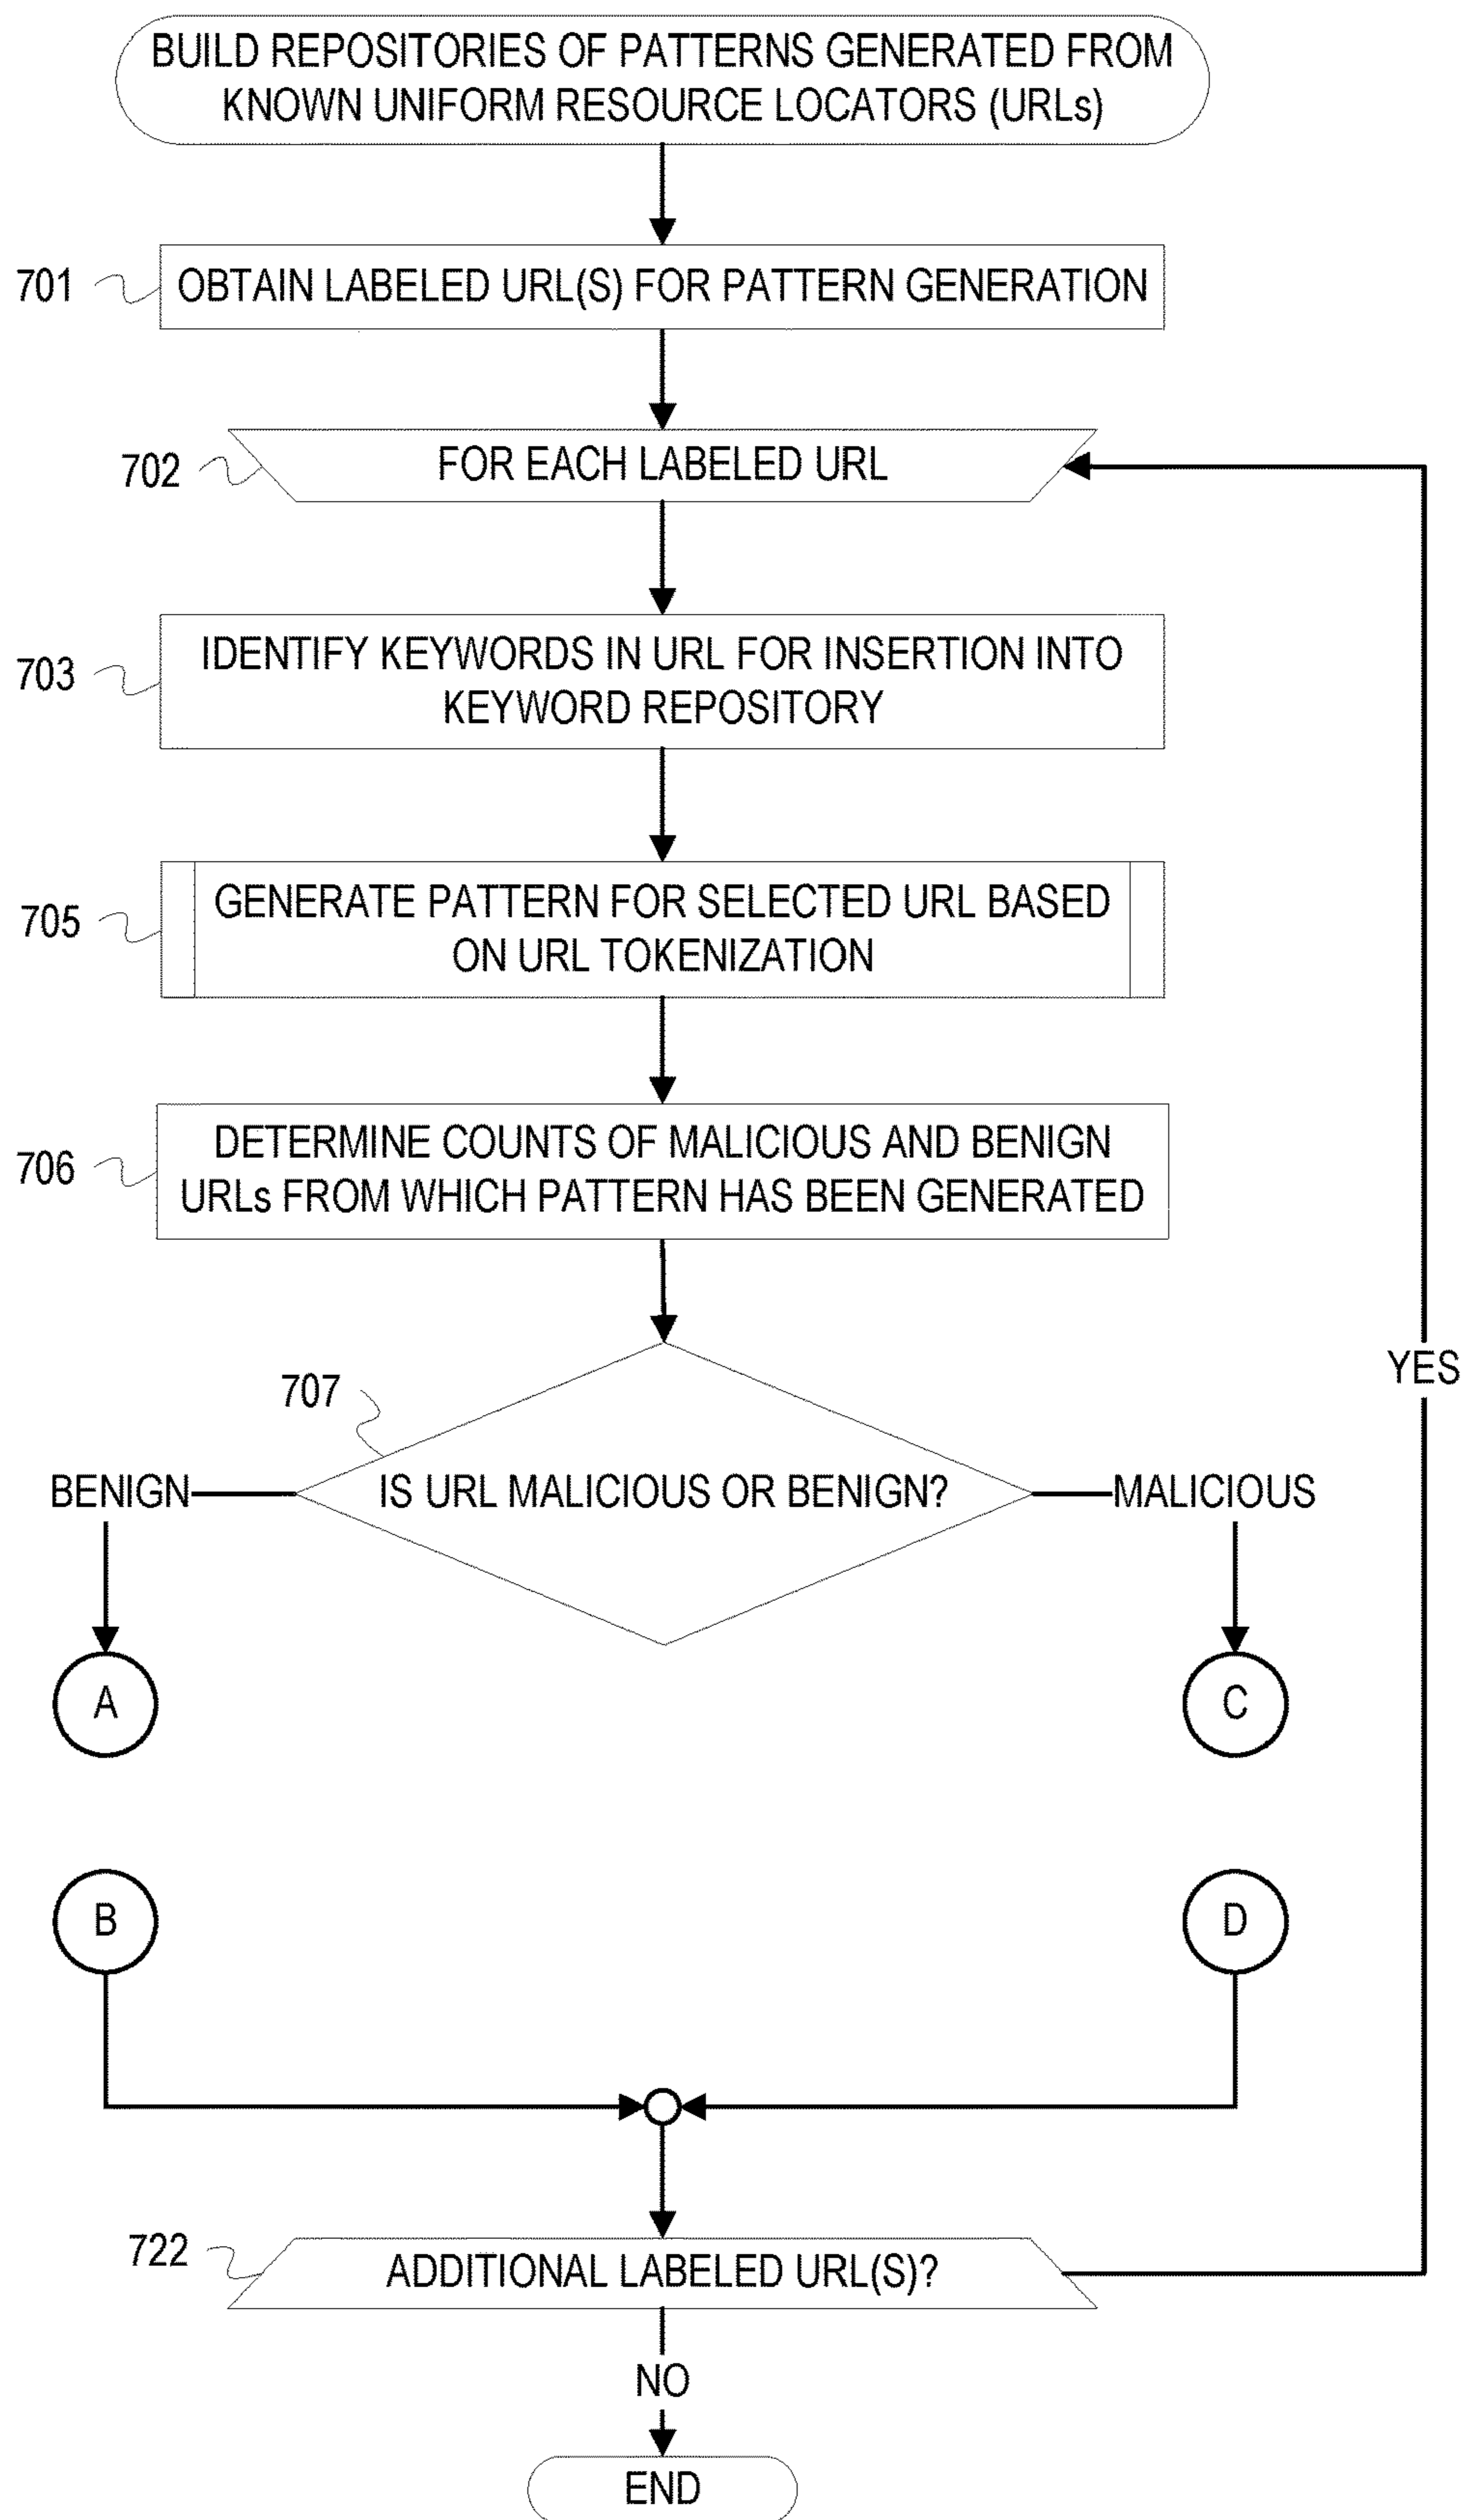 BUILD REPOSITORIES OF PATTERNS GENERATED FROM
KNOWN UNIFORM RESOURCE LOCATORS (URLs)
701
OBTAIN LABELED URL(S) FOR PATTERN GENERATION
702
FOR EACH LABELED URL
703
IDENTIFY KEYWORDS IN URL FOR INSERTION INTO
KEYWORD REPOSITORY
705
GENERATE PATTERN FOR SELECTED URL BASED
ON URL TOKENIZATION
706
DETERMINE COUNTS OF MALICIOUS AND BENIGN
URLs FROM WHICH PATTERN HAS BEEN GENERATED
YES
707
BENIGN
IS URL MALICIOUS OR BENIGN?
MALICIOUS
A
C
B
D
722
ADDITIONAL LABELED URL(S)?
NO
END